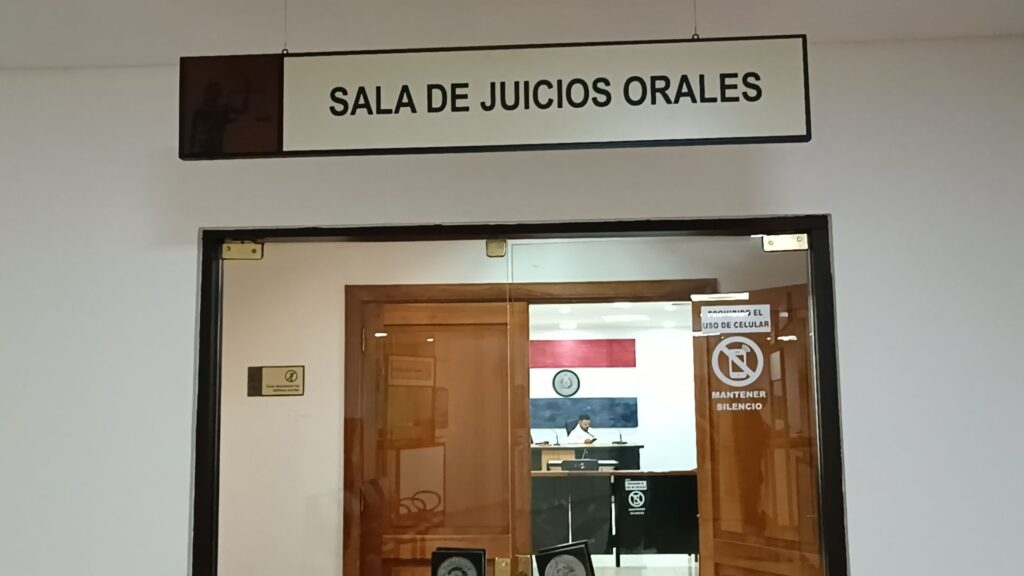 SALA DE JUICIOS ORALES
PROHIBIDO EL
USO DE CELULAR
MANTENER
SILENCIO